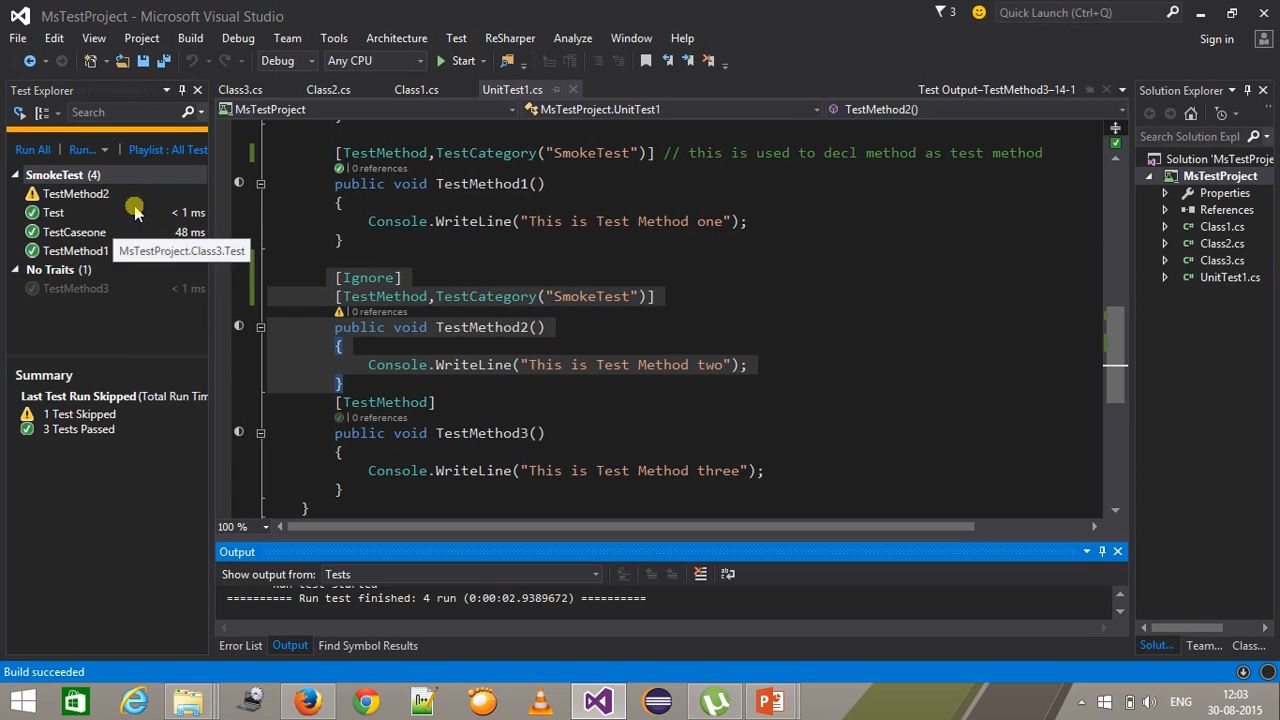 MsTestProject - Microsoft Visual Studio
3
Quick Launch (Ctrl+Q)
File Edit View Project Build Debug Team Tools Architecture Test ReSharper Analyze Window Help
Sign in
Debug Any CPU Start
Test Explorer
Search
Run All Run... Playlist : All Test
SmokeTest (4)
TestMethod2
Test < 1 ms
TestCaseone 48 ms
TestMethod1
MsTestProject.Class3.Test
No Traits (1)
TestMethod3 < 1 ms
Summary
Last Test Run Skipped (Total Run Tim
1 Test Skipped
3 Tests Passed
Class3.cs Class2.cs Class1.cs UnitTest1.cs Test Output-TestMethod3-14-1
MsTestProject MsTestProject.UnitTest1 TestMethod2()
[TestMethod,TestCategory("SmokeTest")] // this is used to decl method as test method
0 references
public void TestMethod1()
{
Console.WriteLine("This is Test Method one");
}
[Ignore]
[TestMethod,TestCategory("SmokeTest")]
0 references
public void TestMethod2()
{
Console.WriteLine("This is Test Method two");
}
[TestMethod]
0 references
public void TestMethod3()
{
Console.WriteLine("This is Test Method three");
}
}
100 %
Output
Show output from: Tests
========== Run test finished: 4 run (0:00:02.9389672) ==========
Error List Output Find Symbol Results
Solution Explorer
Search Solution Expl
Solution 'MsTestProje
MsTestProject
Properties
References
Class1.cs
Class2.cs
Class3.cs
UnitTest1.cs
Solut... Team... Class...
Build succeeded
ENG
12:03
30-08-2015